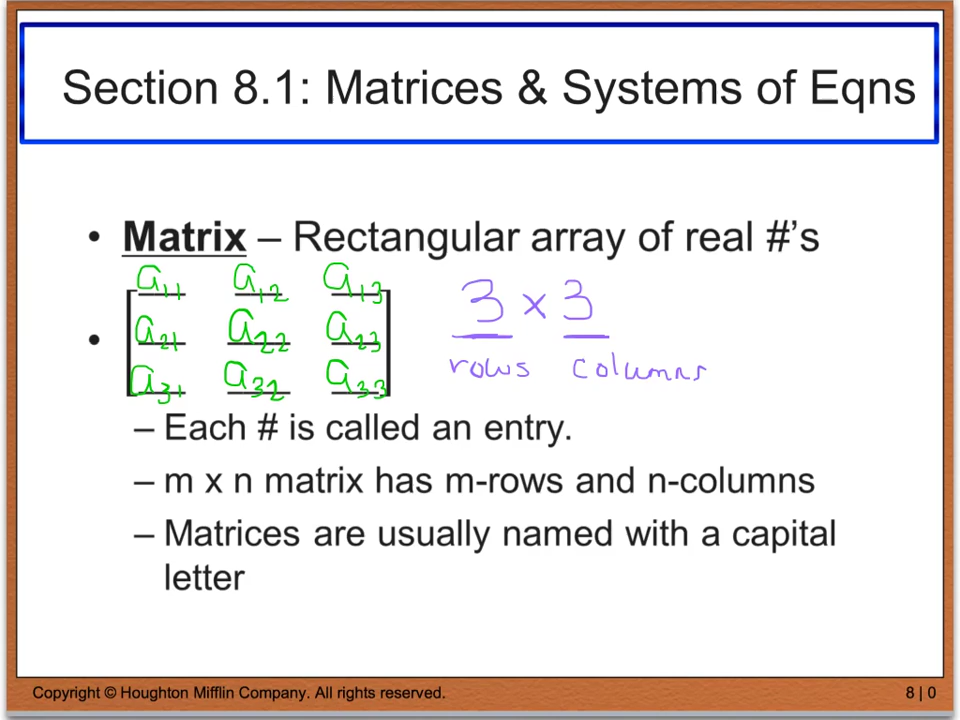 Section 8.1: Matrices & Systems of Eqns
• Matrix – Rectangular array of real #'s
a11 a12 a13
• a21 a22 a23
a31 a32 a33
3 x 3
rows columns
– Each # is called an entry.
– m x n matrix has m-rows and n-columns
– Matrices are usually named with a capital
letter
Copyright © Houghton Mifflin Company. All rights reserved.
8 | 0